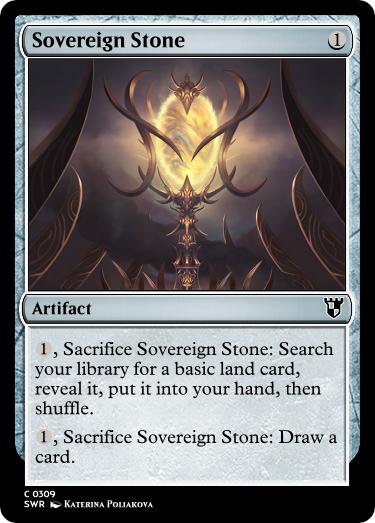 Sovereign Stone 1
Artifact
1, Sacrifice Sovereign Stone: Search
your library for a basic land card,
reveal it, put it into your hand, then
shuffle.
1, Sacrifice Sovereign Stone: Draw a
card.
C 0309
SWR Katerina Poliakova